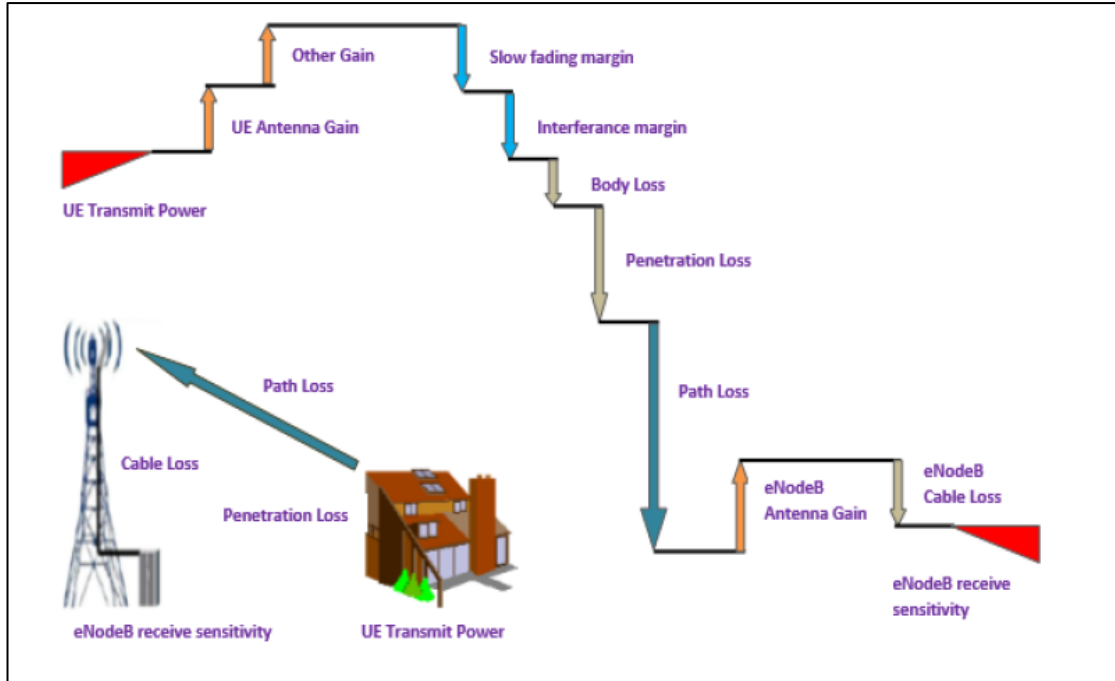 Other Gain
Slow fading margin
UE Antenna Gain
Interferance margin
Body Loss
UE Transmit Power
Penetration Loss
Path Loss
Path Loss
Cable Loss
eNodeB
Antenna Gain
eNodeB
Cable Loss
Penetration Loss
eNodeB receive
sensitivity
eNodeB receive sensitivity
UE Transmit Power